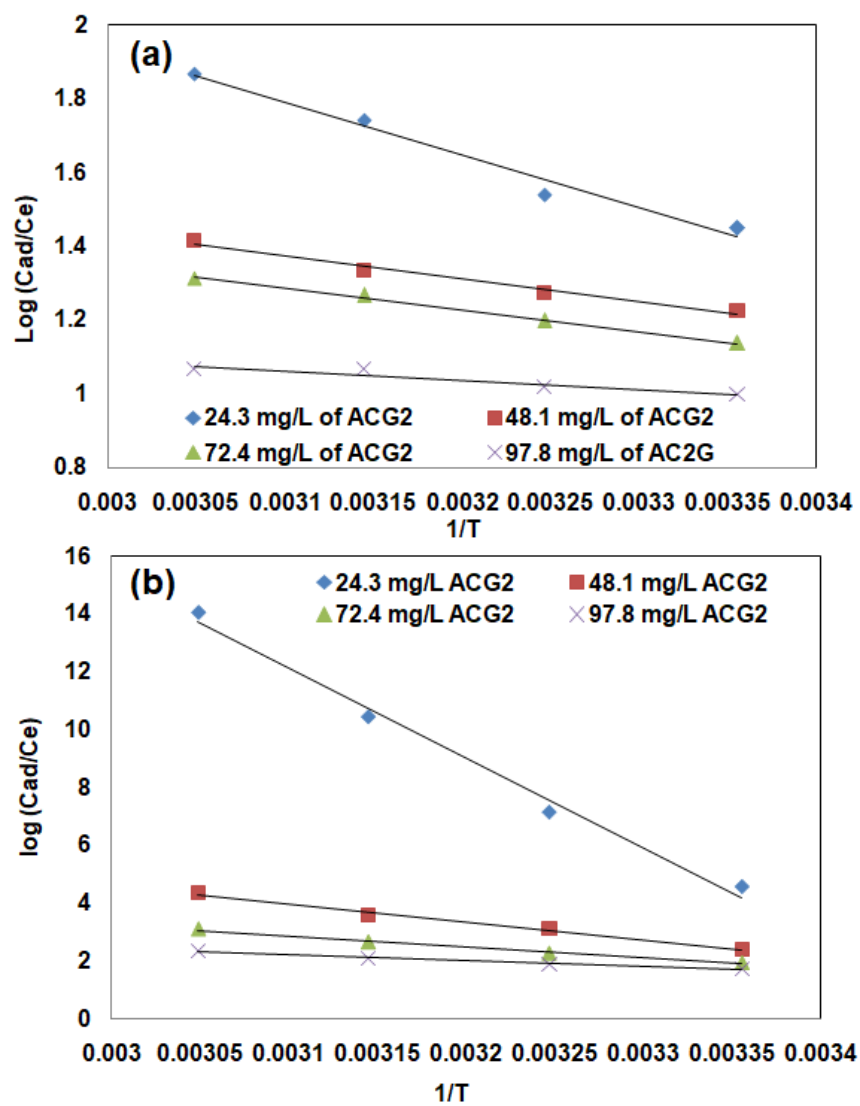 2
(a)
1.8
1.6
Log (Cad/Ce)
1.4
1.2
1
24.3 mg/L of ACG2
48.1 mg/L of ACG2
72.4 mg/L of ACG2
97.8 mg/L of AC2G
0.8
0.003 0.00305 0.0031 0.00315 0.0032 0.00325 0.0033 0.00335 0.0034
1/T
16
(b)
24.3 mg/L ACG2
48.1 mg/L ACG2
72.4 mg/L ACG2
97.8 mg/L ACG2
14
12
10
log (Cad/Ce)
8
6
4
2
0
0.003 0.00305 0.0031 0.00315 0.0032 0.00325 0.0033 0.00335 0.0034
1/T